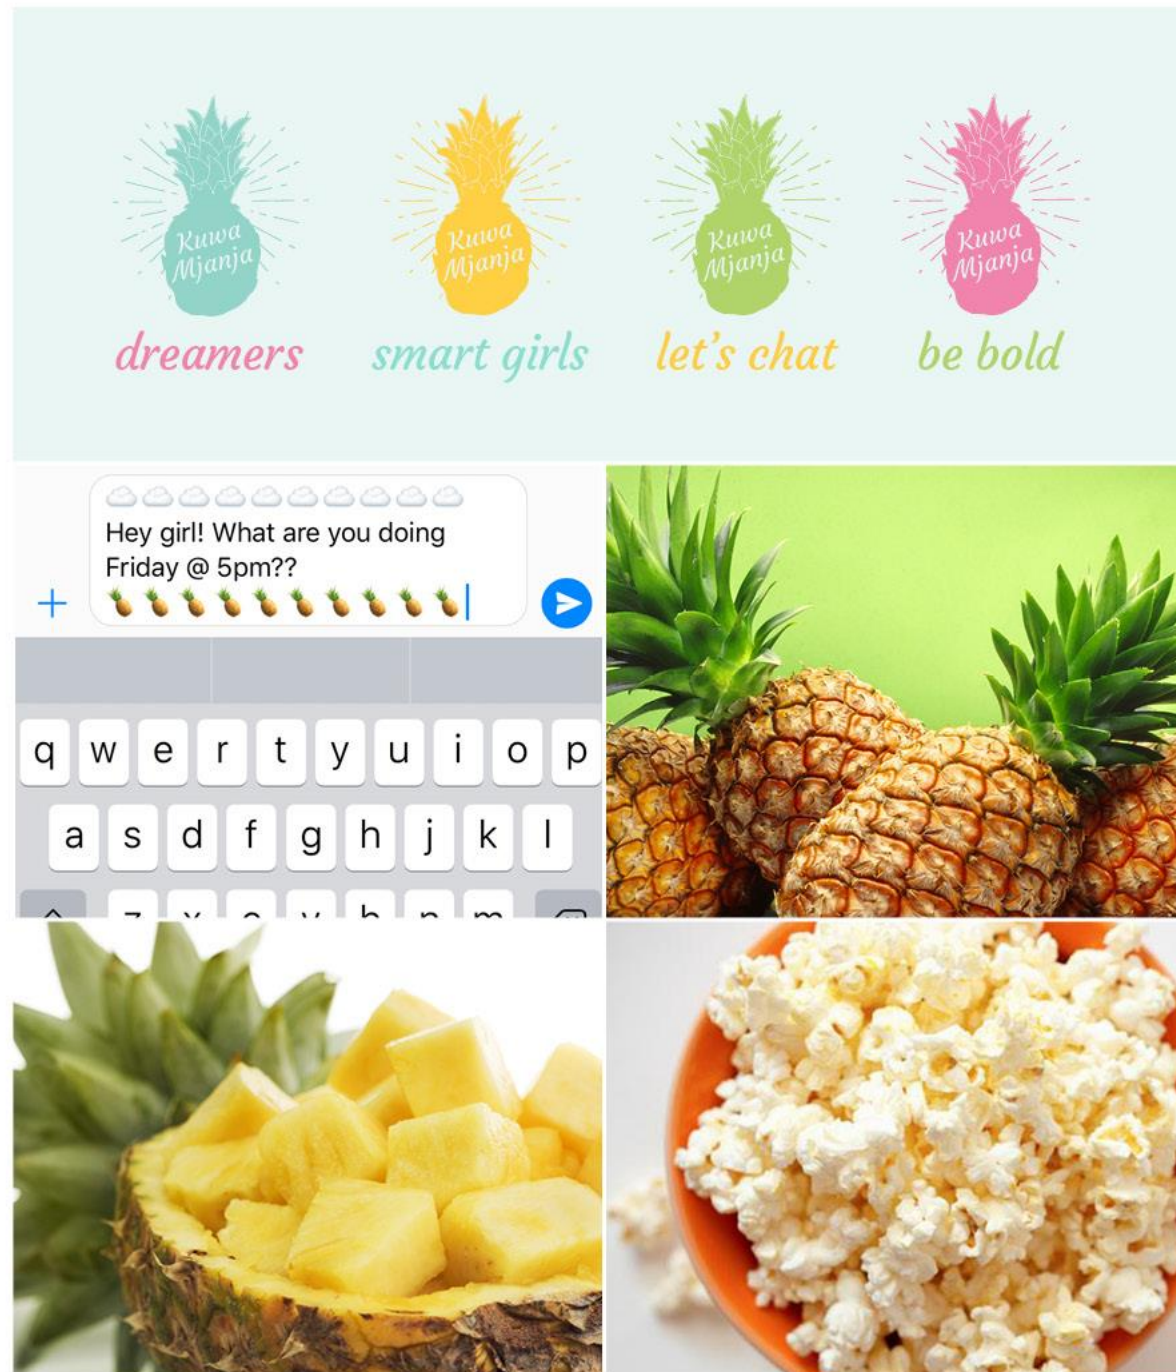 Kuwa
Mjanja
Kuwa
Mjanja
Kuwa
Mjanja
Kuwa
Mjanja
dreamers
smart girls
let's chat
be bold
☁️☁️☁️☁️☁️☁️☁️☁️☁️☁️
Hey girl! What are you doing
Friday @ 5pm??
🍍🍍🍍🍍🍍🍍🍍🍍🍍🍍
q w e r t y u i o p
a s d f g h j k l
z x c v b n m